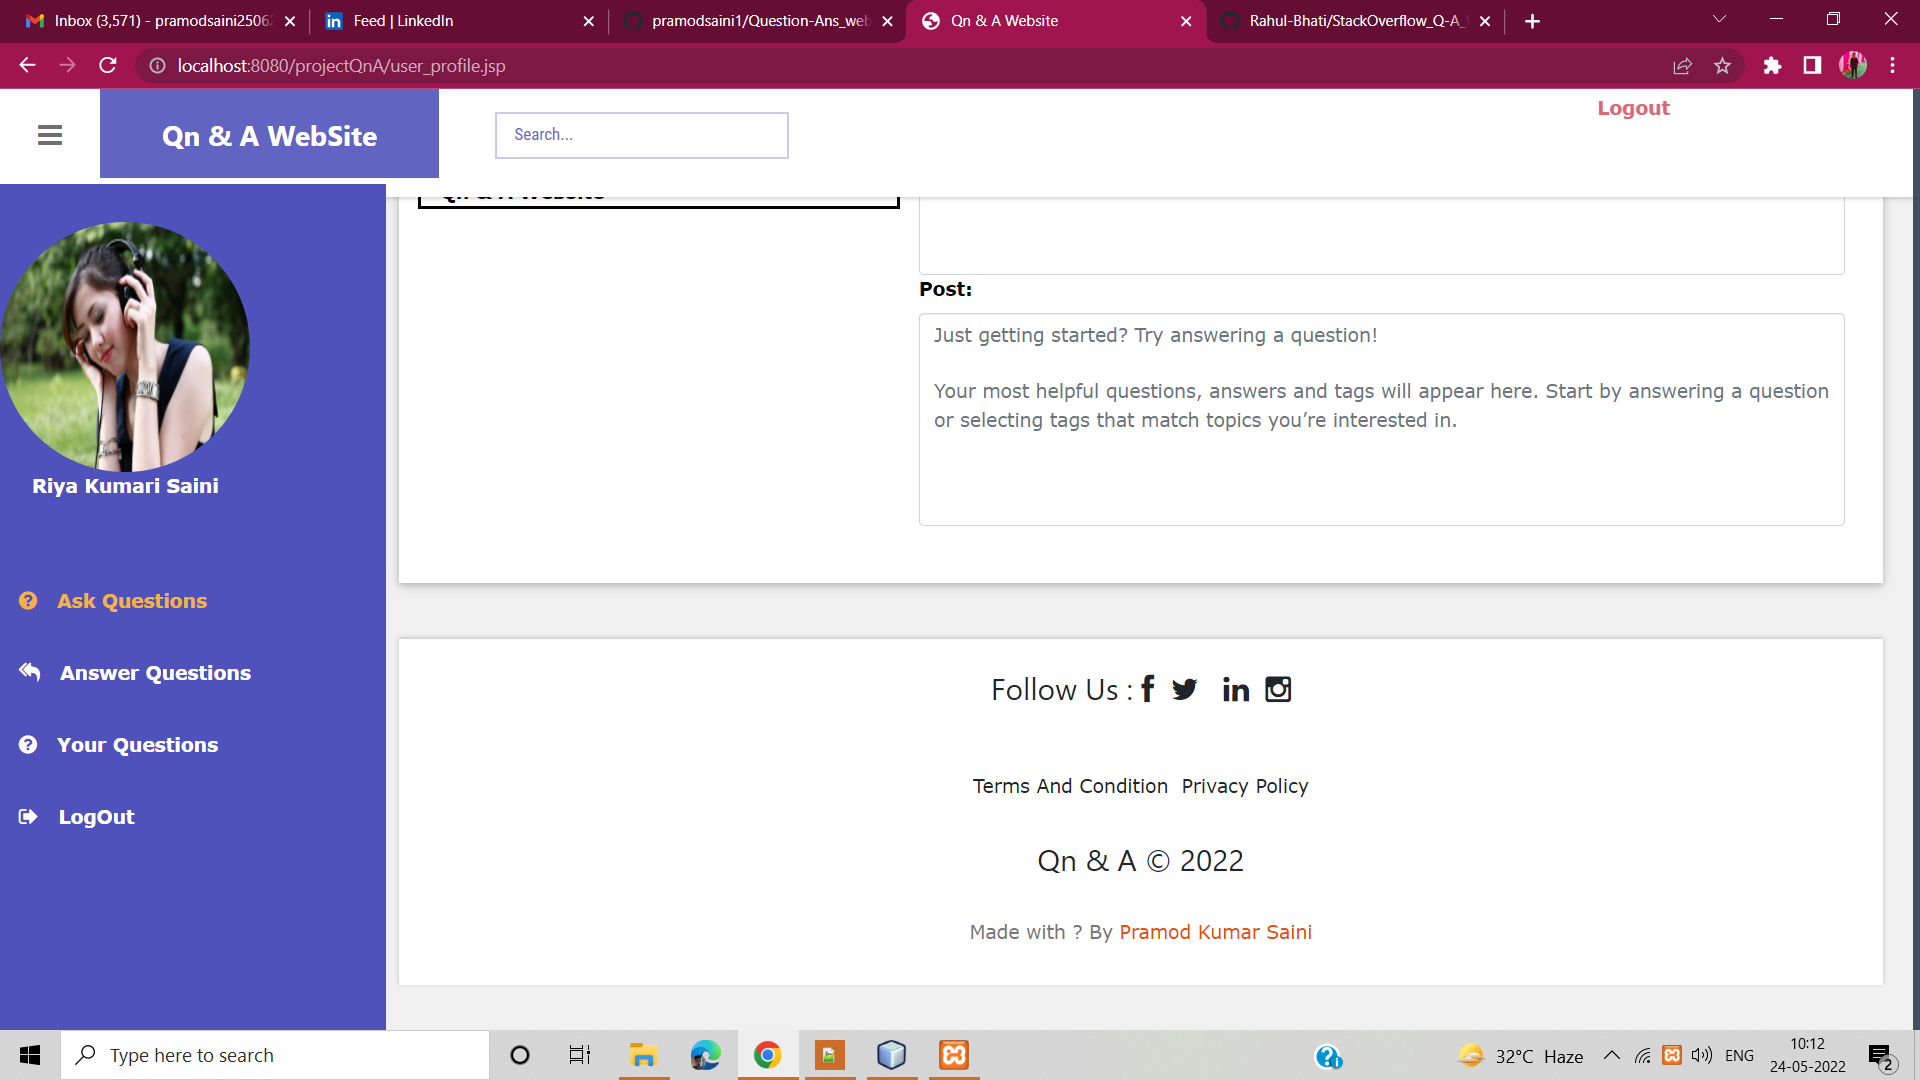 Inbox (3,571) - pramodsaini2506
Feed | LinkedIn
pramodsaini1/Question-Ans_web
Qn & A Website
Rahul-Bhati/StackOverflow_Q-A_
localhost:8080/projectQnA/user_profile.jsp
Qn & A WebSite
Search...
Logout
Qn & A Website
Post:
Just getting started? Try answering a question!
Your most helpful questions, answers and tags will appear here. Start by answering a question
or selecting tags that match topics you’re interested in.
Riya Kumari Saini
Ask Questions
Answer Questions
Your Questions
LogOut
Follow Us :
Terms And Condition Privacy Policy
Qn & A © 2022
Made with ? By Pramod Kumar Saini
Type here to search
32°C Haze
ENG
10:12
24-05-2022
2